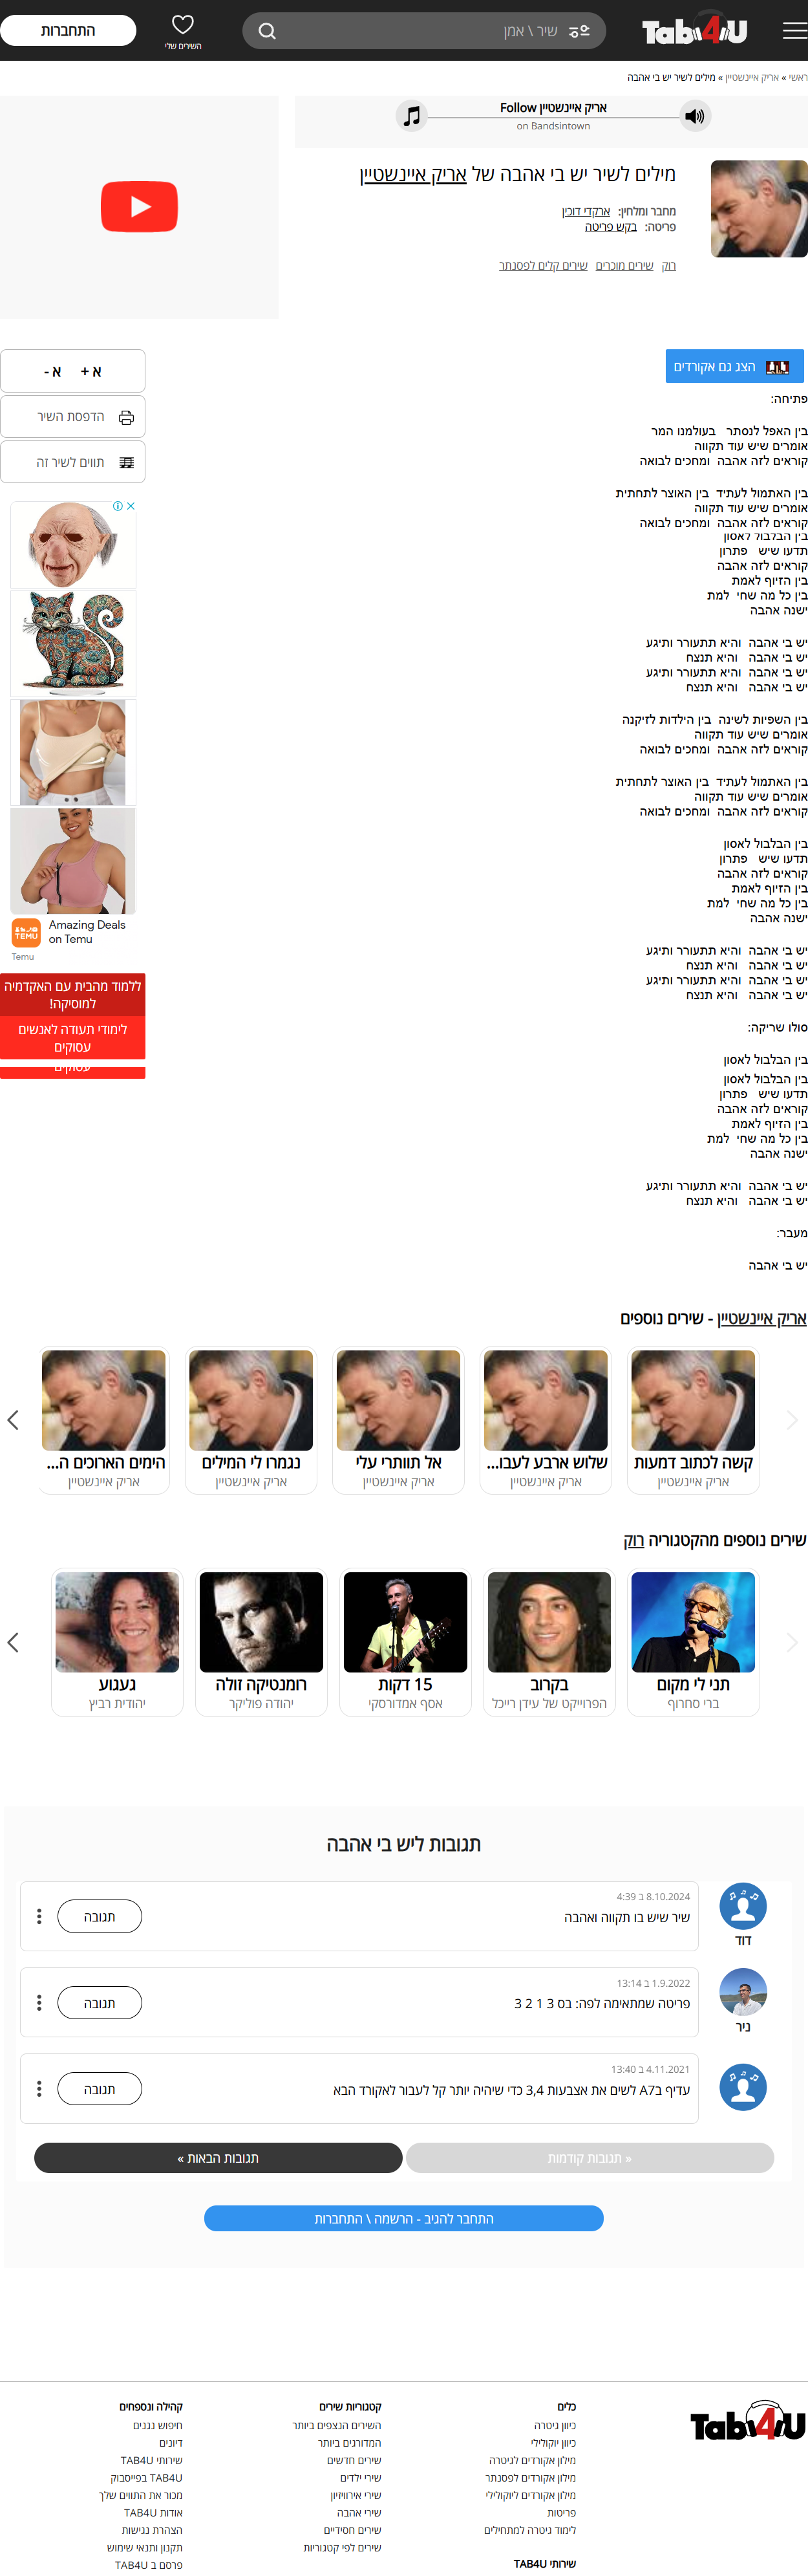 Tab4U
שיר \ אמן
השירים שלי
התחברות
ראשי » אריק איינשטיין » מילים לשיר יש בי אהבה
Follow אריק איינשטיין
on Bandsintown
מילים לשיר יש בי אהבה של אריק איינשטיין
מחבר ומלחין: ארקדי דוכין
פריטה: בקש פריטה
רוק שירים מוכרים שירים קלים לפסנתר
הצג גם אקורדים
א + א -
הדפסת השיר
תווים לשיר זה
פתיחה:
בין האפל לנסתר בעולמנו המר
אומרים שיש עוד תקווה
קוראים לזה אהבה ומחכים לבואה
בין האתמול לעתיד בין האוצר לתחתית
אומרים שיש עוד תקווה
קוראים לזה אהבה ומחכים לבואה
בין הבלבול לאסון
תדעו שיש פתרון
קוראים לזה אהבה
בין הזיוף לאמת
בין כל מה שחי למת
ישנה אהבה
יש בי אהבה והיא תתעורר ותיגע
יש בי אהבה והיא תנצח
יש בי אהבה והיא תתעורר ותיגע
יש בי אהבה והיא תנצח
בין השפיות לשינה בין הילדות לזיקנה
אומרים שיש עוד תקווה
קוראים לזה אהבה ומחכים לבואה
בין האתמול לעתיד בין האוצר לתחתית
אומרים שיש עוד תקווה
קוראים לזה אהבה ומחכים לבואה
בין הבלבול לאסון
תדעו שיש פתרון
קוראים לזה אהבה
בין הזיוף לאמת
בין כל מה שחי למת
ישנה אהבה
יש בי אהבה והיא תתעורר ותיגע
יש בי אהבה והיא תנצח
יש בי אהבה והיא תתעורר ותיגע
יש בי אהבה והיא תנצח
סולו שריקה:
בין הבלבול לאסון
בין הבלבול לאסון
תדעו שיש פתרון
קוראים לזה אהבה
בין הזיוף לאמת
בין כל מה שחי למת
ישנה אהבה
יש בי אהבה והיא תתעורר ותיגע
יש בי אהבה והיא תנצח
מעבר:
יש בי אהבה
TEMU
Amazing Deals
on Temu
Temu
ללמוד מהבית עם האקדמיה
למוסיקה!
לימודי תעודה לאנשים
עסוקים
עסוקים
אריק איינשטיין - שירים נוספים
קשה לכתוב דמעות
אריק איינשטיין
שלוש ארבע לעבו...
אריק איינשטיין
אל תוותרי עלי
אריק איינשטיין
נגמרו לי המילים
אריק איינשטיין
הימים הארוכים ה...
אריק איינשטיין
שירים נוספים מהקטגוריה רוק
תני לי מקום
ברי סחרוף
בקרוב
הפרוייקט של עידן רייכל
15 דקות
אסף אמדורסקי
רומנטיקה זולה
יהודה פוליקר
געגוע
יהודית רביץ
תגובות ליש בי אהבה
דוד
8.10.2024 ב 4:39
שיר שיש בו תקווה ואהבה
תגובה
ניר
1.9.2022 ב 13:14
פריטה שמתאימה לפה: בס 3 1 2 3
תגובה
4.11.2021 ב 13:40
עדיף בA7 לשים את אצבעות 3,4 כדי שיהיה יותר קל לעבור לאקורד הבא
תגובה
« תגובות קודמות
תגובות הבאות »
התחבר להגיב - הרשמה \ התחברות
Tab4U
כלים
כיוון גיטרה
כיוון יוקולילי
מילון אקורדים לגיטרה
מילון אקורדים לפסנתר
מילון אקורדים ליוקולילי
פריטות
לימוד גיטרה למתחילים
שירותי TAB4U
קטגוריות שירים
השירים הנצפים ביותר
המדורגים ביותר
שירים חדשים
שירי ילדים
שירי אירוויזיון
שירי אהבה
שירים חסידיים
שירים לפי קטגוריות
קהילה ונספחים
חיפוש נגנים
דיונים
שירותי TAB4U
TAB4U בפייסבוק
מכור את התווים שלך
אודות TAB4U
הצהרת נגישות
תקנון ותנאי שימוש
פרסם ב TAB4U